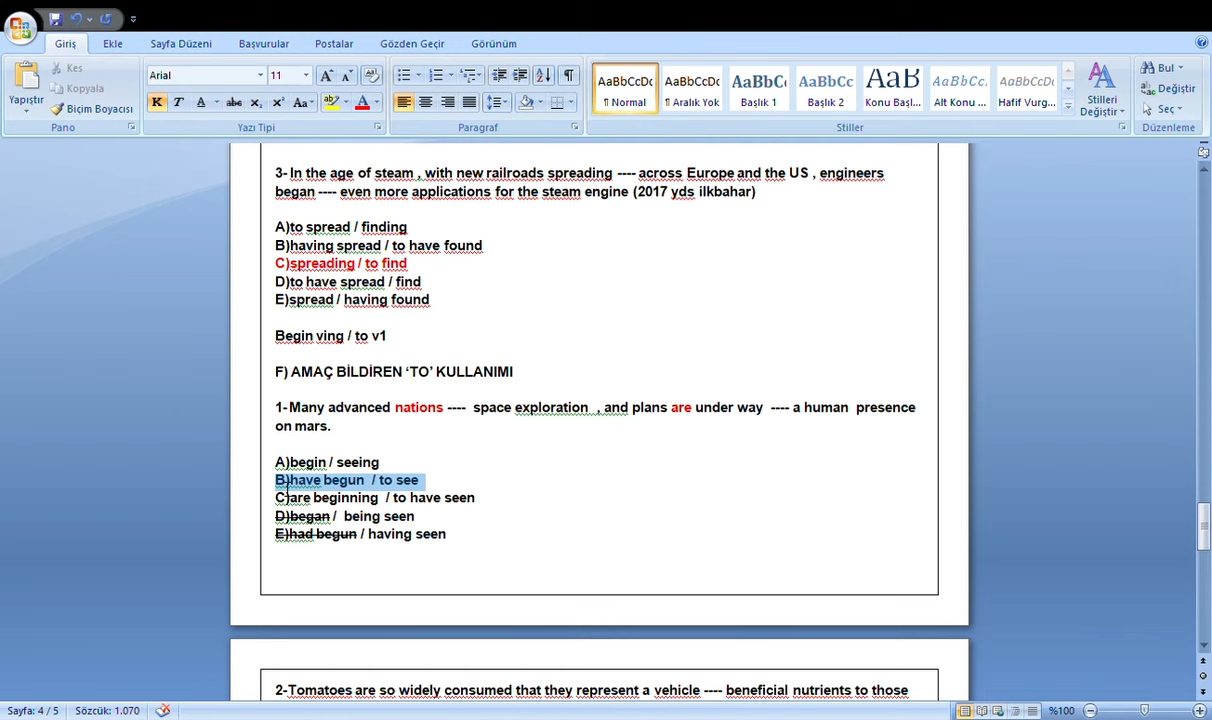 Giriş Ekle Sayfa Düzeni Başvurular Postalar Gözden Geçir Görünüm
Yapıştır
Kes
Kopyala
Biçim Boyacısı
Pano
Arial 11
K T A abc x₂ x² Aa
Yazı Tipi
Paragraf
AaBbCcDc AaBbCcDc AaBbCc AaBbCc AaB AaBbCc. AaBbCcDc
¶ Normal ¶ Aralık Yok Başlık 1 Başlık 2 Konu Başl... Alt Konu ... Hafif Vurg...
Stilleri
Değiştir
Stiller
Bul
Değiştir
Seç
Düzenleme
3- In the age of steam , with new railroads spreading ---- across Europe and the US , engineers
began ---- even more applications for the steam engine (2017 yds ilkbahar)
A)to spread / finding
B)having spread / to have found
C)spreading / to find
D)to have spread / find
E)spread / having found
Begin ving / to v1
F) AMAÇ BİLDİREN ‘TO’ KULLANIMI
1-Many advanced nations ---- space exploration , and plans are under way ---- a human presence
on mars.
A)begin / seeing
B)have begun / to see
C)are beginning / to have seen
D)began / being seen
E)had begun / having seen
2-Tomatoes are so widely consumed that they represent a vehicle ---- beneficial nutrients to those
Sayfa: 4 / 5 Sözcük: 1.070 %100